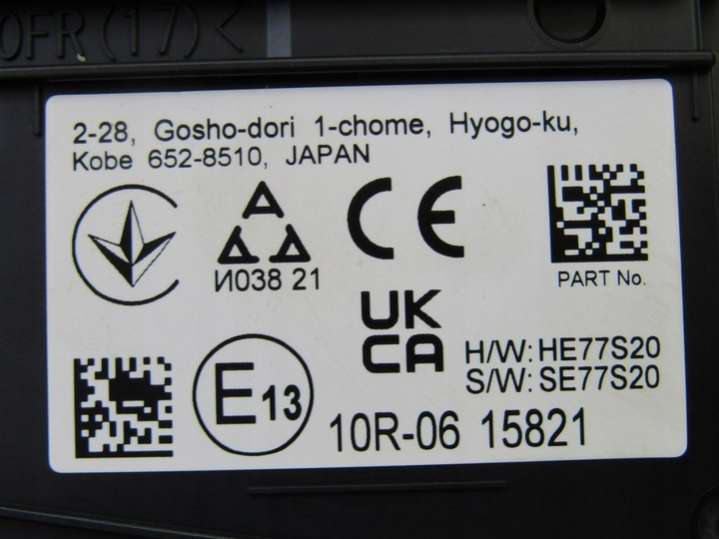 0FR(17)<
2-28, Gosho-dori 1-chome, Hyogo-ku,
Kobe 652-8510, JAPAN
A
И038 21
CE
PART No.
UK
CA
H/W: HE77S20
S/W: SE77S20
E13
10R-06 15821